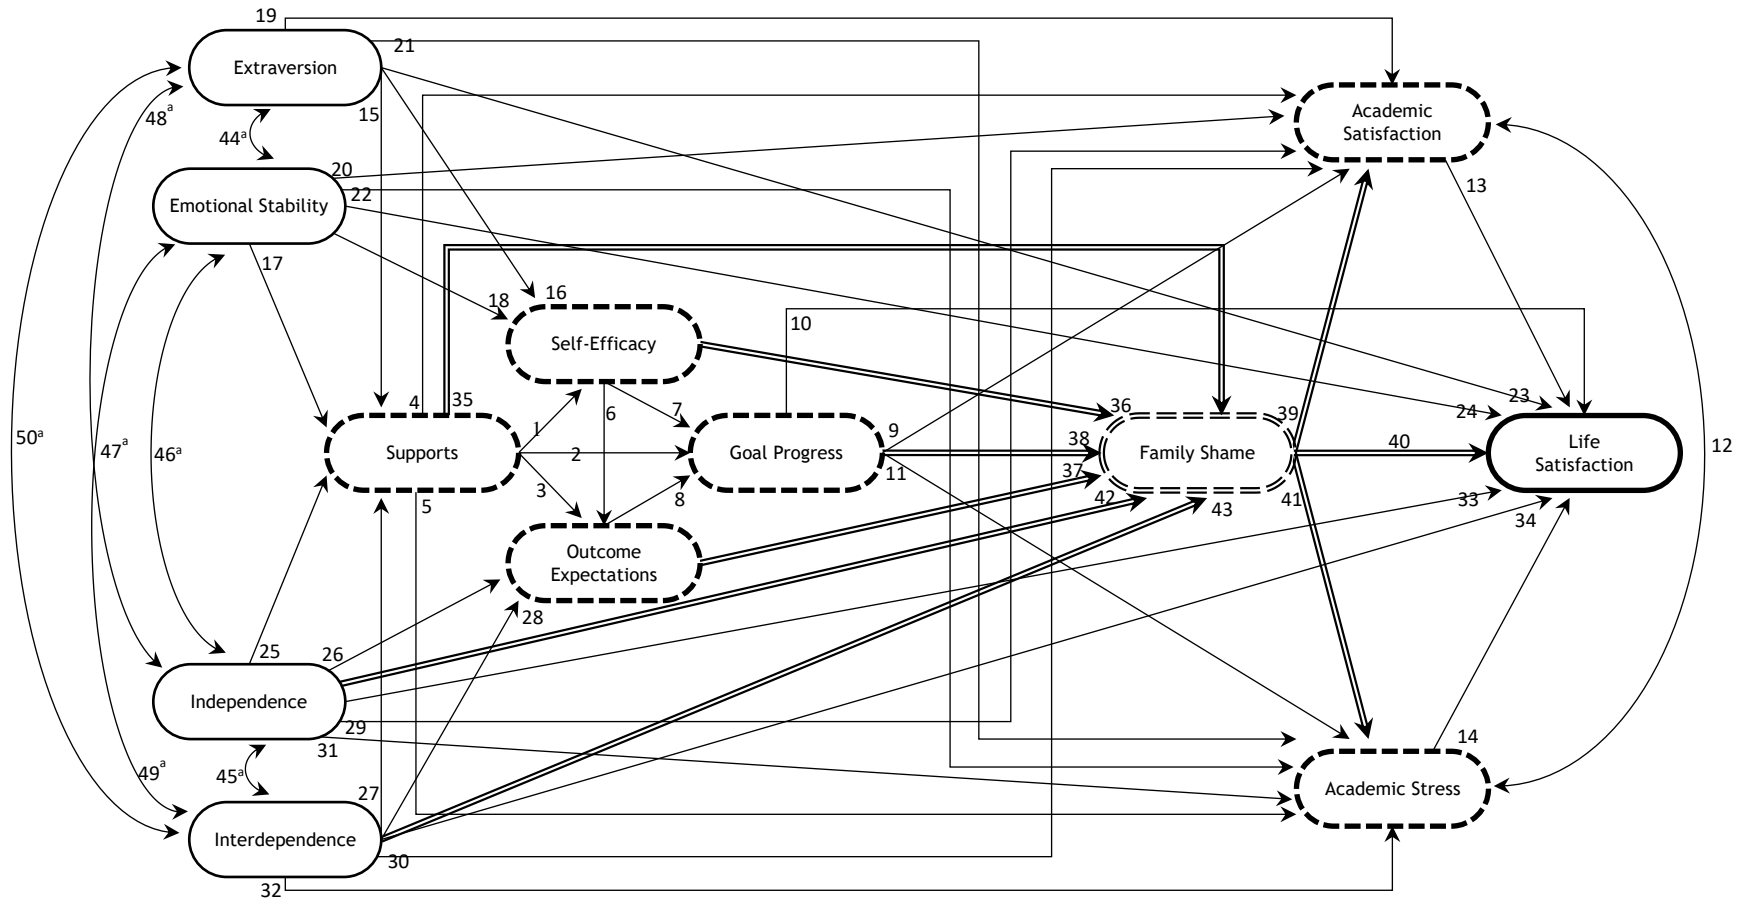 19
21
Extraversion
48a
15
44a
Academic
Satisfaction
20
22
Emotional Stability
13
17
18
16
Self-Efficacy
10
23
24
4
35
36
39
7
6
1
9
50a
47a
46a
Supports
2
Goal Progress
38
Family Shame
40
Life
Satisfaction
12
11
37
3
8
5
42
43
41
33
34
Outcome
Expectations
28
25
26
Independence
29
31
14
49a
45a
27
Academic Stress
Interdependence
30
32